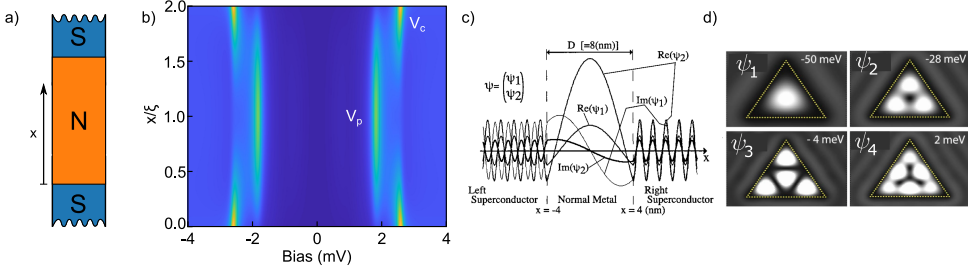 a)
S
N
S
x
b)
x/ξ
2.0
1.5
1.0
0.5
0.0
V_c
V_p
-4
-2
0
2
4
Bias (mV)
c)
D [=8(nm)]
Re(ψ₂)
ψ=(ψ₁
ψ₂)
Im(ψ₁)
Re(ψ₁)
x
Im(ψ₂)
Left
Superconductor
Normal Metal
Right
Superconductor
x = -4
x = 4 (nm)
d)
ψ₁
-50 meV
ψ₂
-28 meV
ψ₃
- 4 meV
ψ₄
2 meV